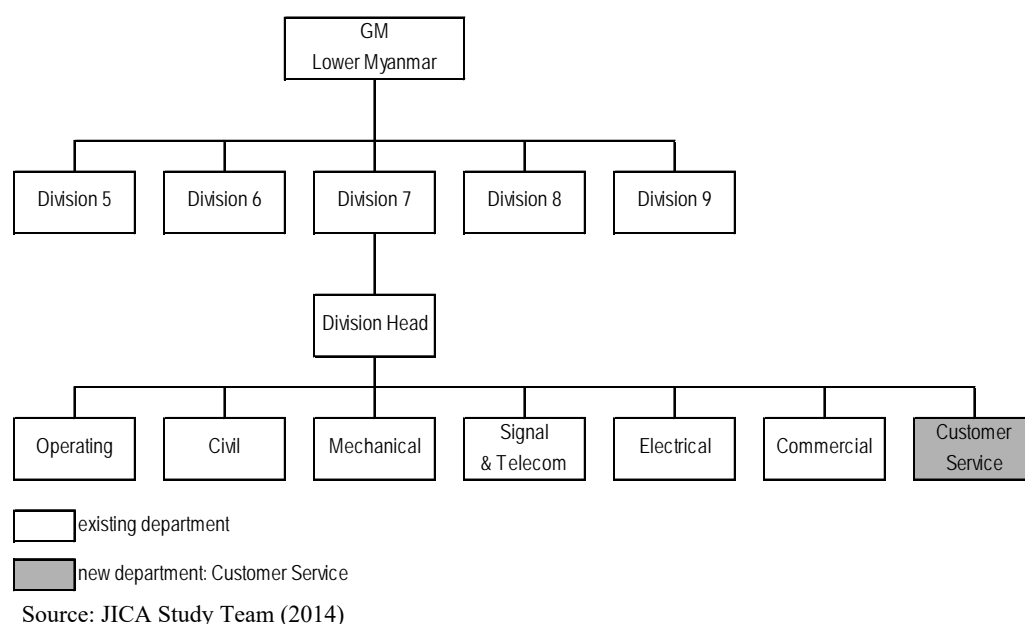 GM
Lower Myanmar
Division 5
Division 6
Division 7
Division 8
Division 9
Division Head
Operating
Civil
Mechanical
Signal
& Telecom
Electrical
Commercial
Customer
Service
existing department
new department: Customer Service
Source: JICA Study Team (2014)